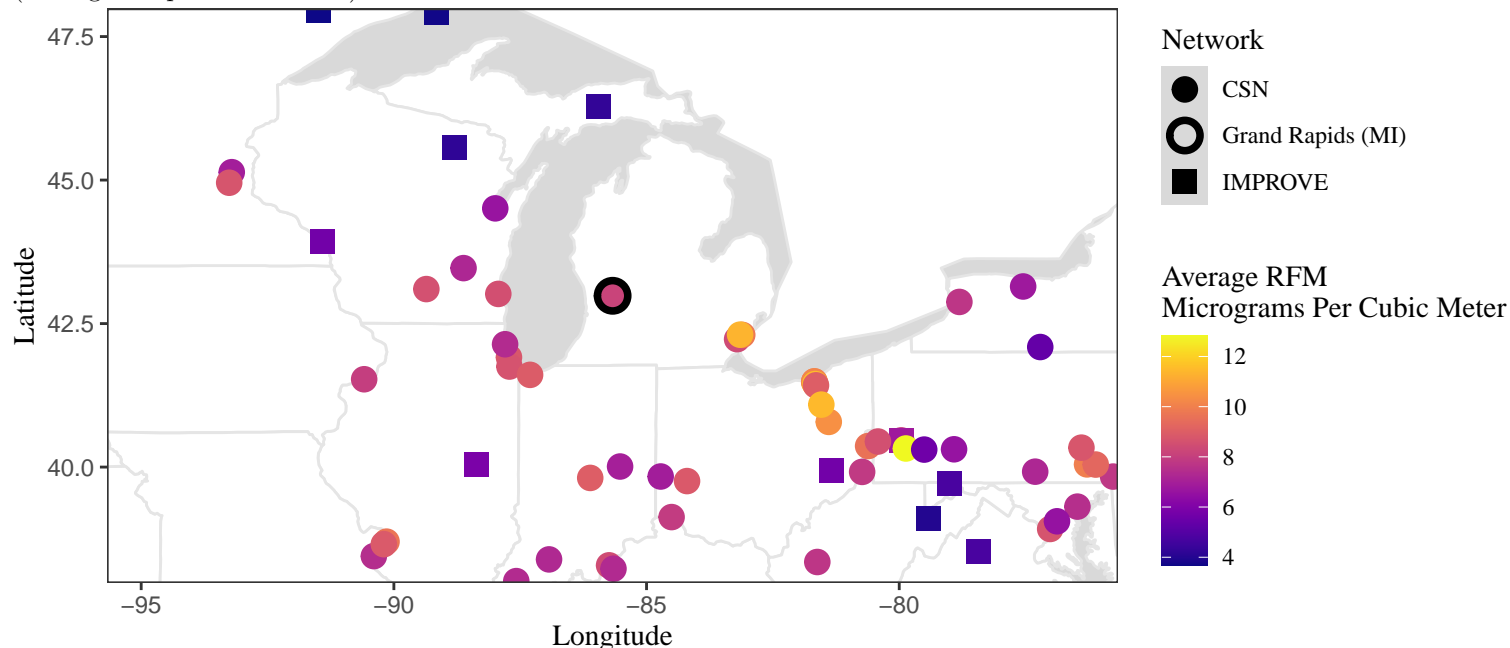 47.5
45.0
42.5
40.0
Latitude
−95
−90
−85
−80
Longitude
Network
CSN
Grand Rapids (MI)
IMPROVE
Average RFM
Micrograms Per Cubic Meter
12
10
8
6
4